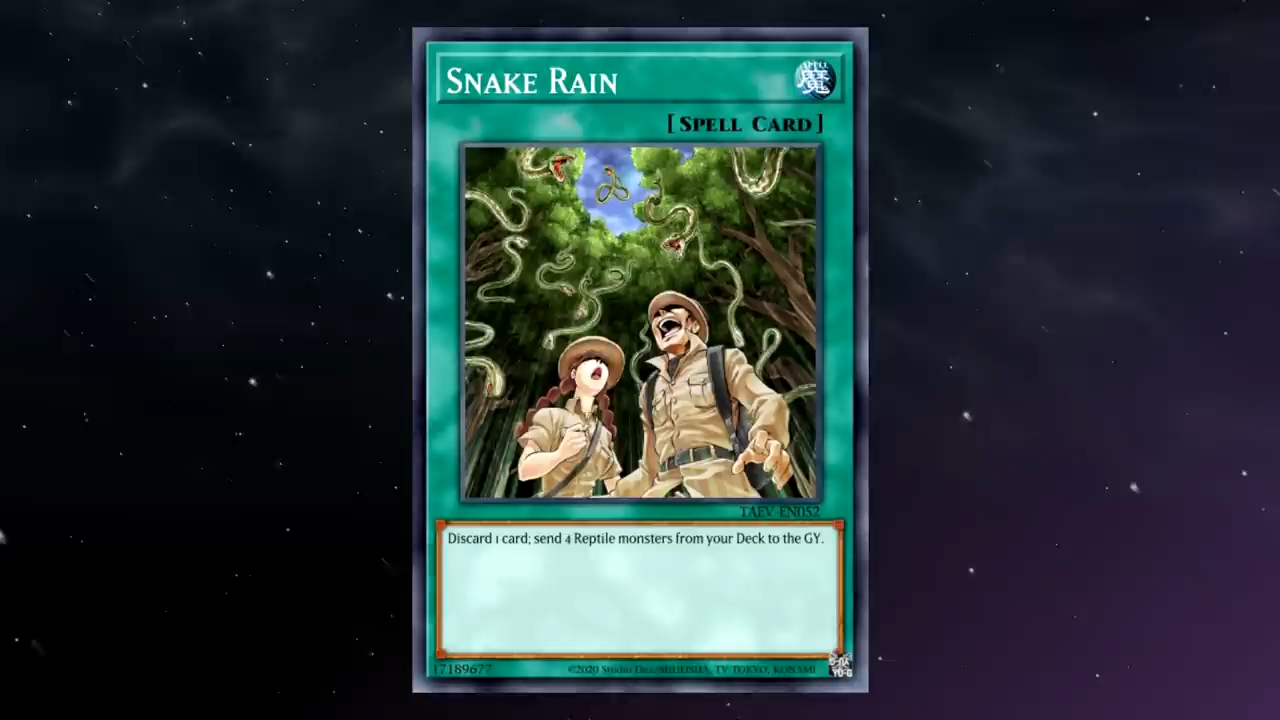 SNAKE RAIN
魔
[ SPELL CARD ]
TAEV-EN052
Discard 1 card; send 4 Reptile monsters from your Deck to the GY.
17189677
©2020 Studio Dice/SHUEISHA, TV TOKYO, KONAMI